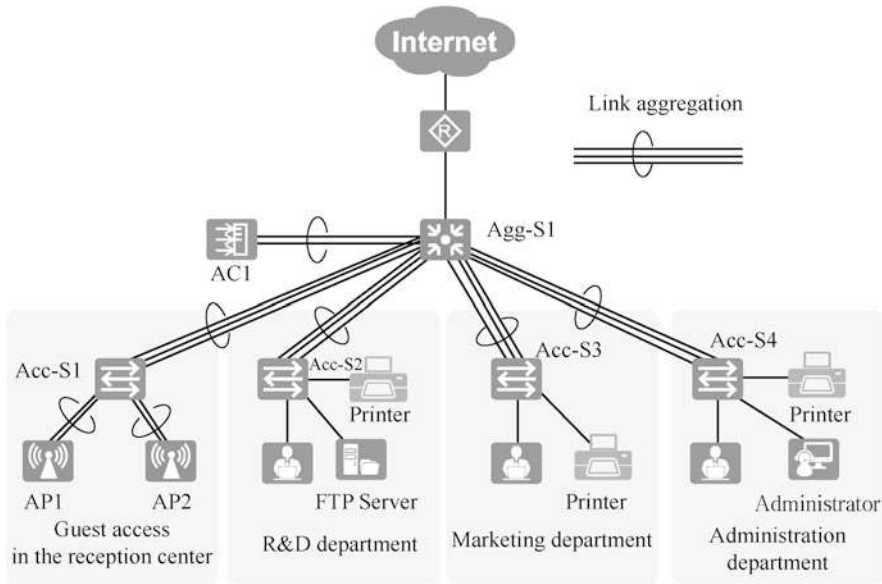 Internet
R
Link aggregation
Agg-S1
AC1
Acc-S1
Acc-S2
Acc-S3
Acc-S4
Printer
Printer
AP1
AP2
FTP Server
Printer
Administrator
Guest access
in the reception center
R&D department
Marketing department
Administration
department